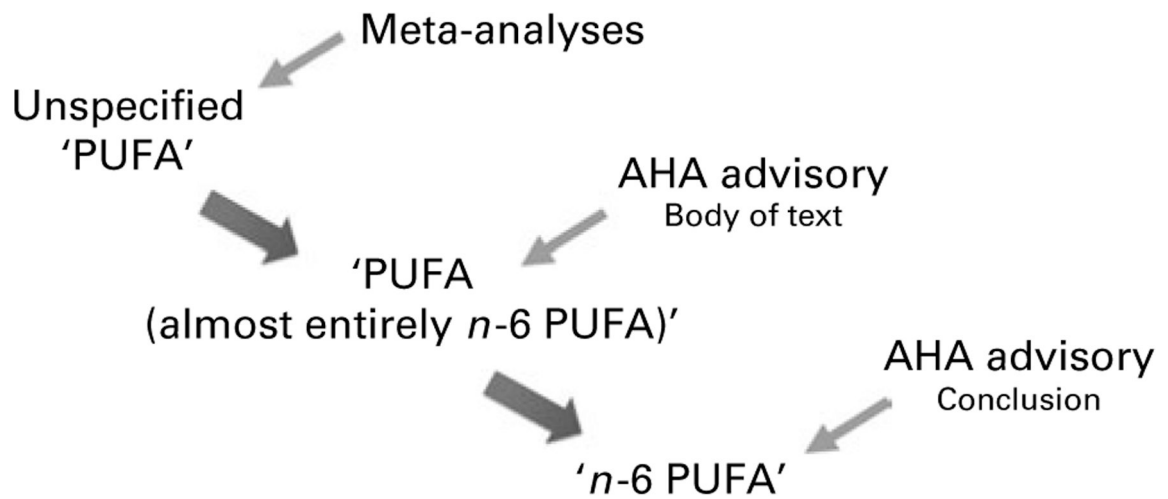 Meta-analyses
Unspecified
‘PUFA’
AHA advisory
Body of text
‘PUFA
(almost entirely n-6 PUFA)’
AHA advisory
Conclusion
‘n-6 PUFA’